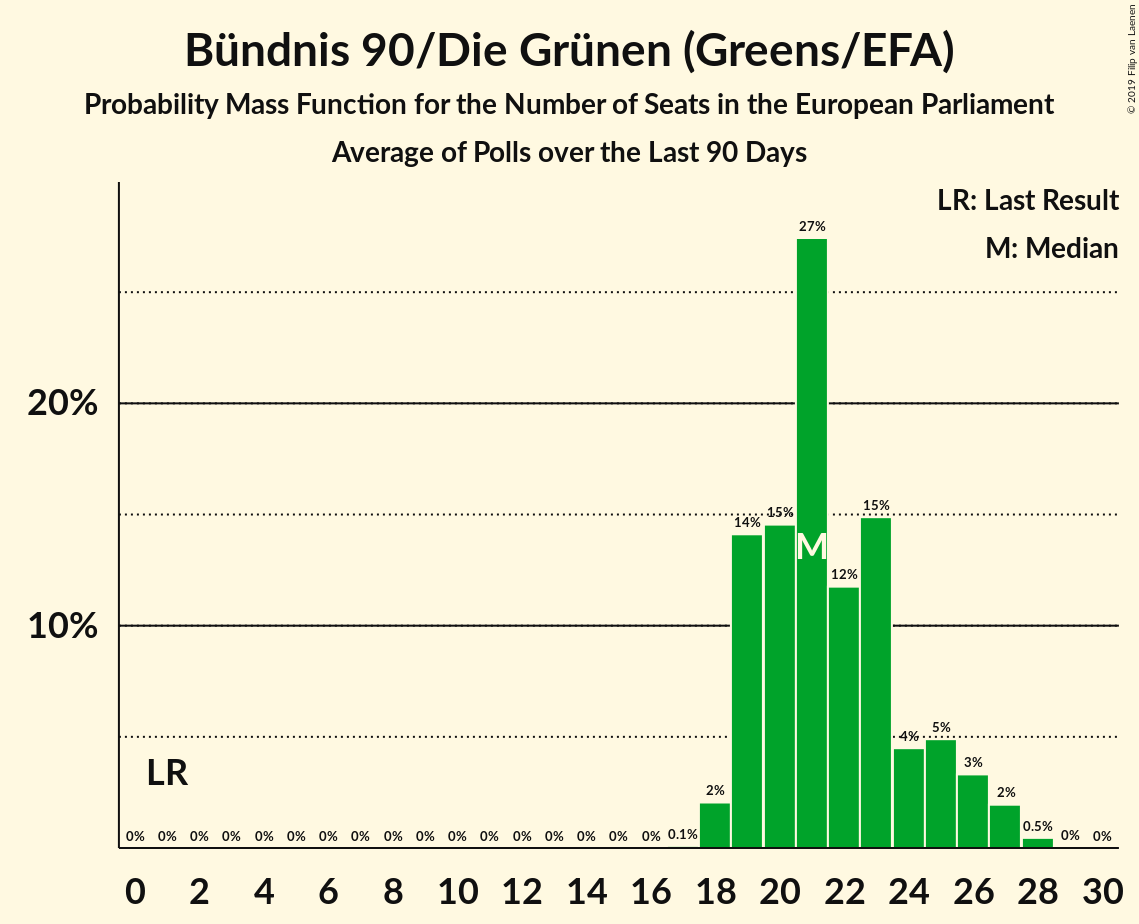 Bündnis 90/Die Grünen (Greens/EFA)
Probability Mass Function for the Number of Seats in the European Parliament
Average of Polls over the Last 90 Days
© 2019 Filip van Laenen
LR: Last Result
M: Median
27%
20%
15%
14% 15%
M
12%
10%
5%
4%
3%
LR
2% 2%
0% 0% 0% 0% 0% 0% 0% 0% 0% 0% 0% 0% 0% 0% 0% 0% 0% 0.1% 0.5% 0% 0%
0 2 4 6 8 10 12 14 16 18 20 22 24 26 28 30